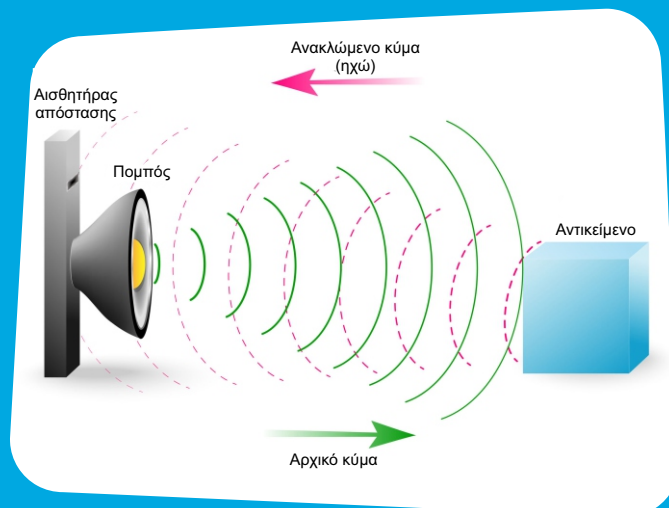 Ανακλώμενο κύμα
(ηχώ)
Αισθητήρας
απόστασης
Πομπός
Αντικείμενο
Αρχικό κύμα